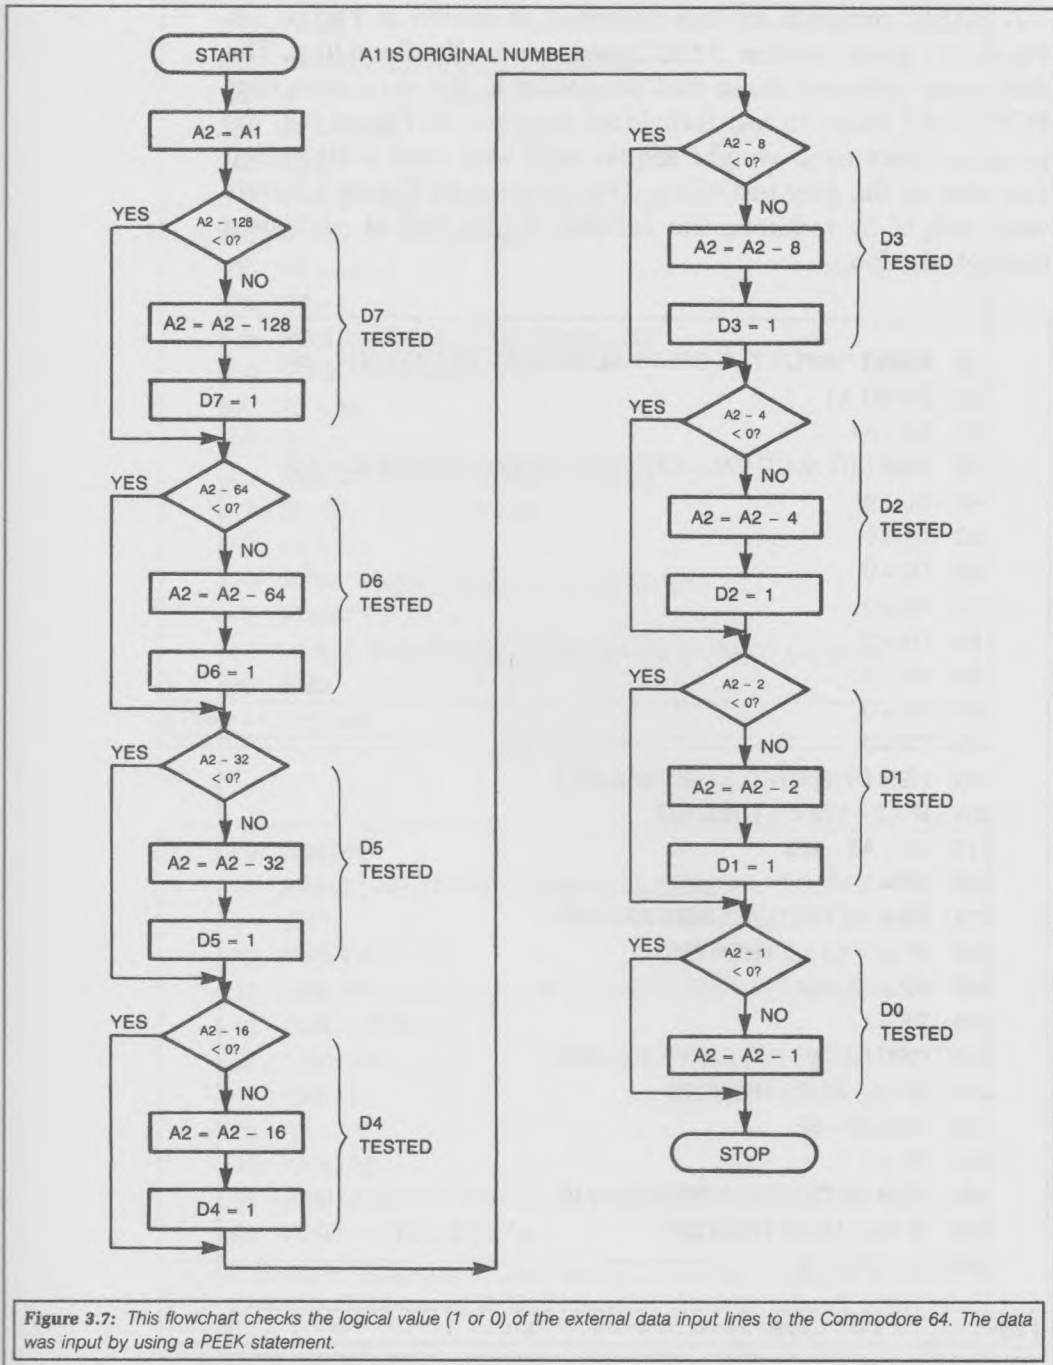 START
A1 IS ORIGINAL NUMBER
A2 = A1
YES
A2 – 128
< 0?
NO
A2 = A2 – 128
D7 = 1
D7
TESTED
YES
A2 – 64
< 0?
NO
A2 = A2 – 64
D6 = 1
D6
TESTED
YES
A2 – 32
< 0?
NO
A2 = A2 – 32
D5 = 1
D5
TESTED
YES
A2 – 16
< 0?
NO
A2 = A2 – 16
D4 = 1
D4
TESTED
YES
A2 – 8
< 0?
NO
A2 = A2 – 8
D3 = 1
D3
TESTED
YES
A2 – 4
< 0?
NO
A2 = A2 – 4
D2 = 1
D2
TESTED
YES
A2 – 2
< 0?
NO
A2 = A2 – 2
D1 = 1
D1
TESTED
YES
A2 – 1
< 0?
NO
A2 = A2 – 1
D0
TESTED
STOP
Figure 3.7: This flowchart checks the logical value (1 or 0) of the external data input lines to the Commodore 64. The data
was input by using a PEEK statement.